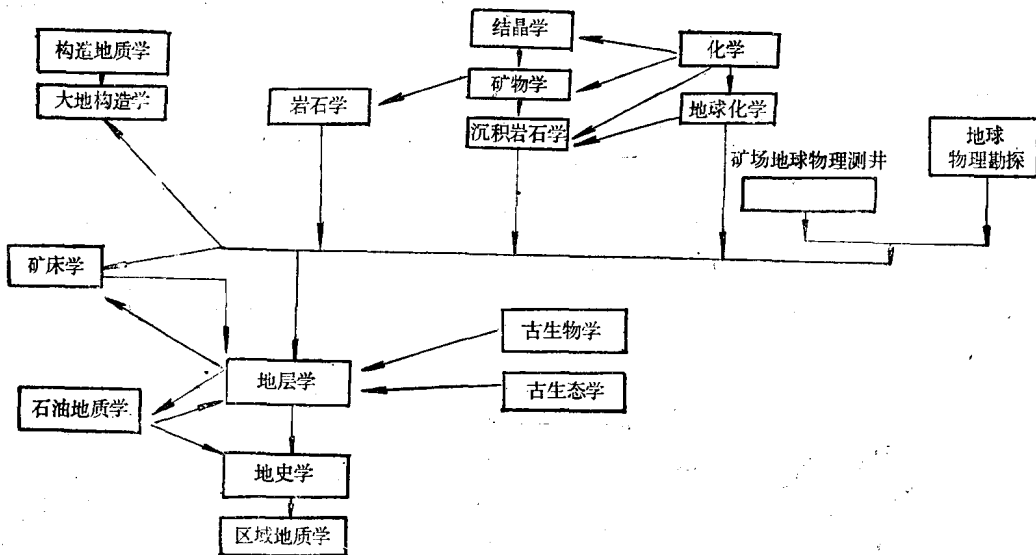 结晶学
构造地质学
化学
矿物学
大地构造学
岩石学
地球化学
沉积岩石学
地球
物理勘探
矿场地球物理测井
矿床学
古生物学
地层学
古生态学
石油地质学
地史学
区域地质学